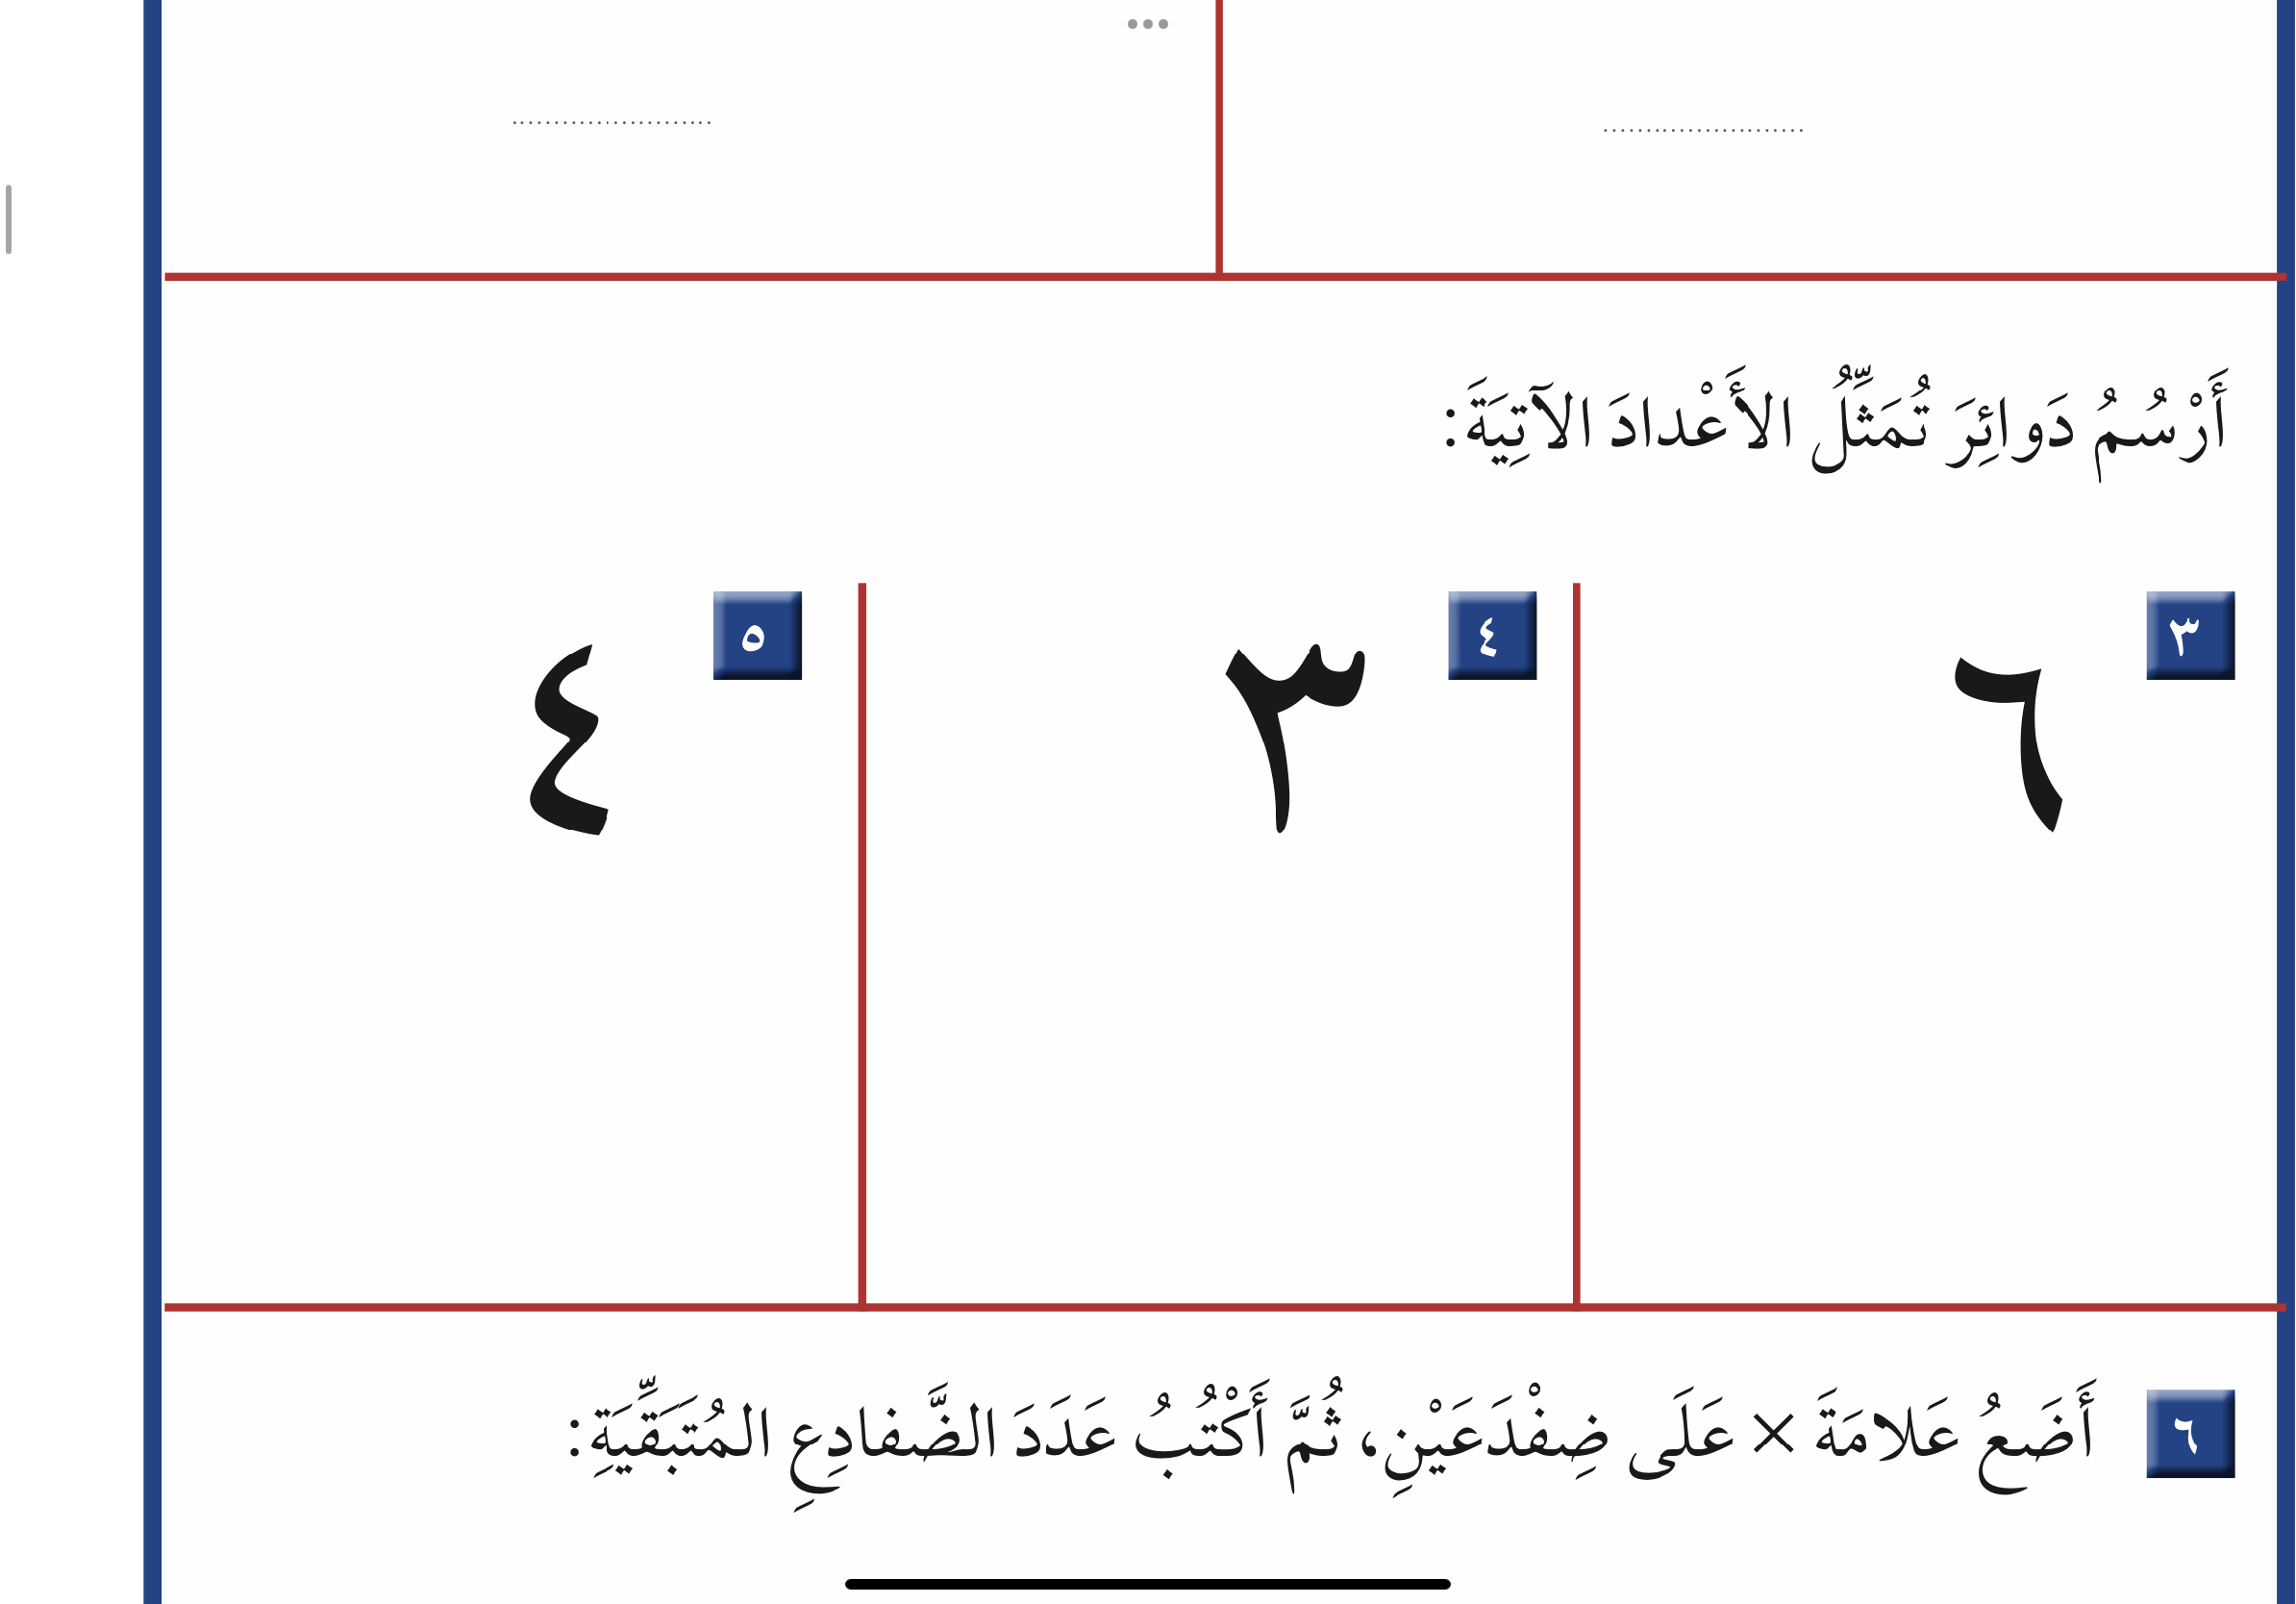 أَرْسُمُ دَوائِرَ تُمَثِّلُ الأَعْدادَ الآتِيَةَ:
٣ ٤ ٥
٦ ٣ ٤
٦ أَضَعُ عَلامَةَ × عَلَى ضِفْدَعَيْنِ، ثُمَّ أَكْتُبُ عَدَدَ الضَّفادِعِ المُتَبَقِّيَةِ: